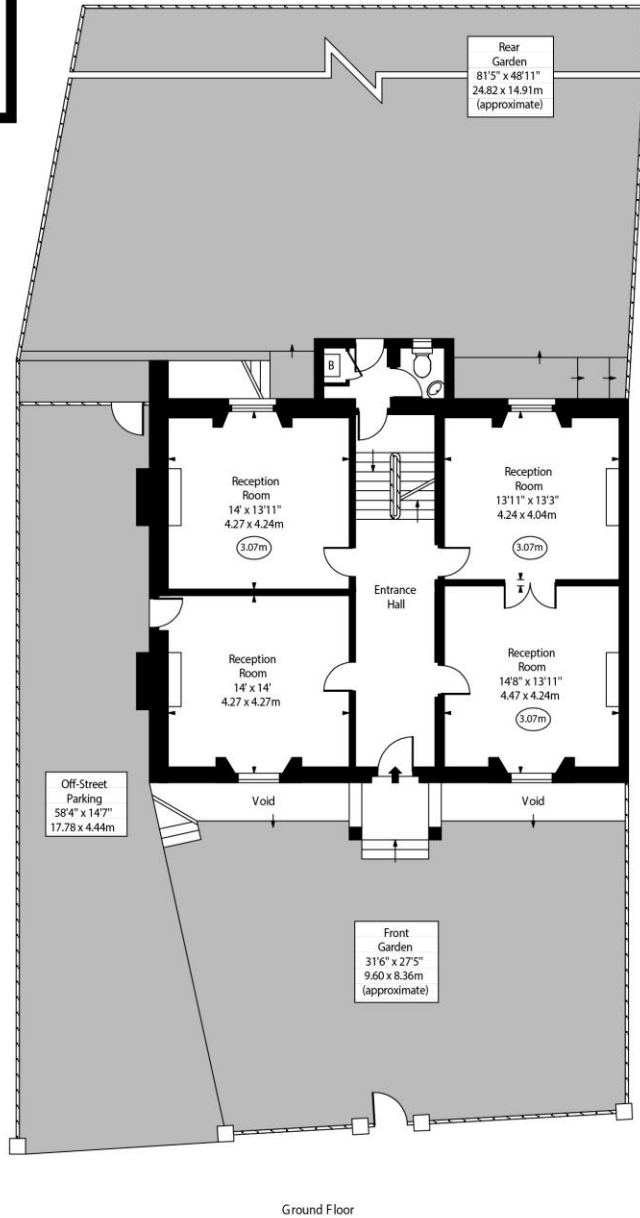 Rear
Garden
81'5" x 48'11"
24.82 x 14.91m
(approximate)
B
Reception
Room
14' x 13'11"
4.27 x 4.24m
3.07m
Reception
Room
13'11" x 13'3"
4.24 x 4.04m
3.07m
Entrance
Hall
Reception
Room
14' x 14'
4.27 x 4.27m
Reception
Room
14'8" x 13'11"
4.47 x 4.24m
3.07m
Off-Street
Parking
58'4" x 14'7"
17.78 x 4.44m
Void
Void
Front
Garden
31'6" x 27'5"
9.60 x 8.36m
(approximate)
Ground Floor